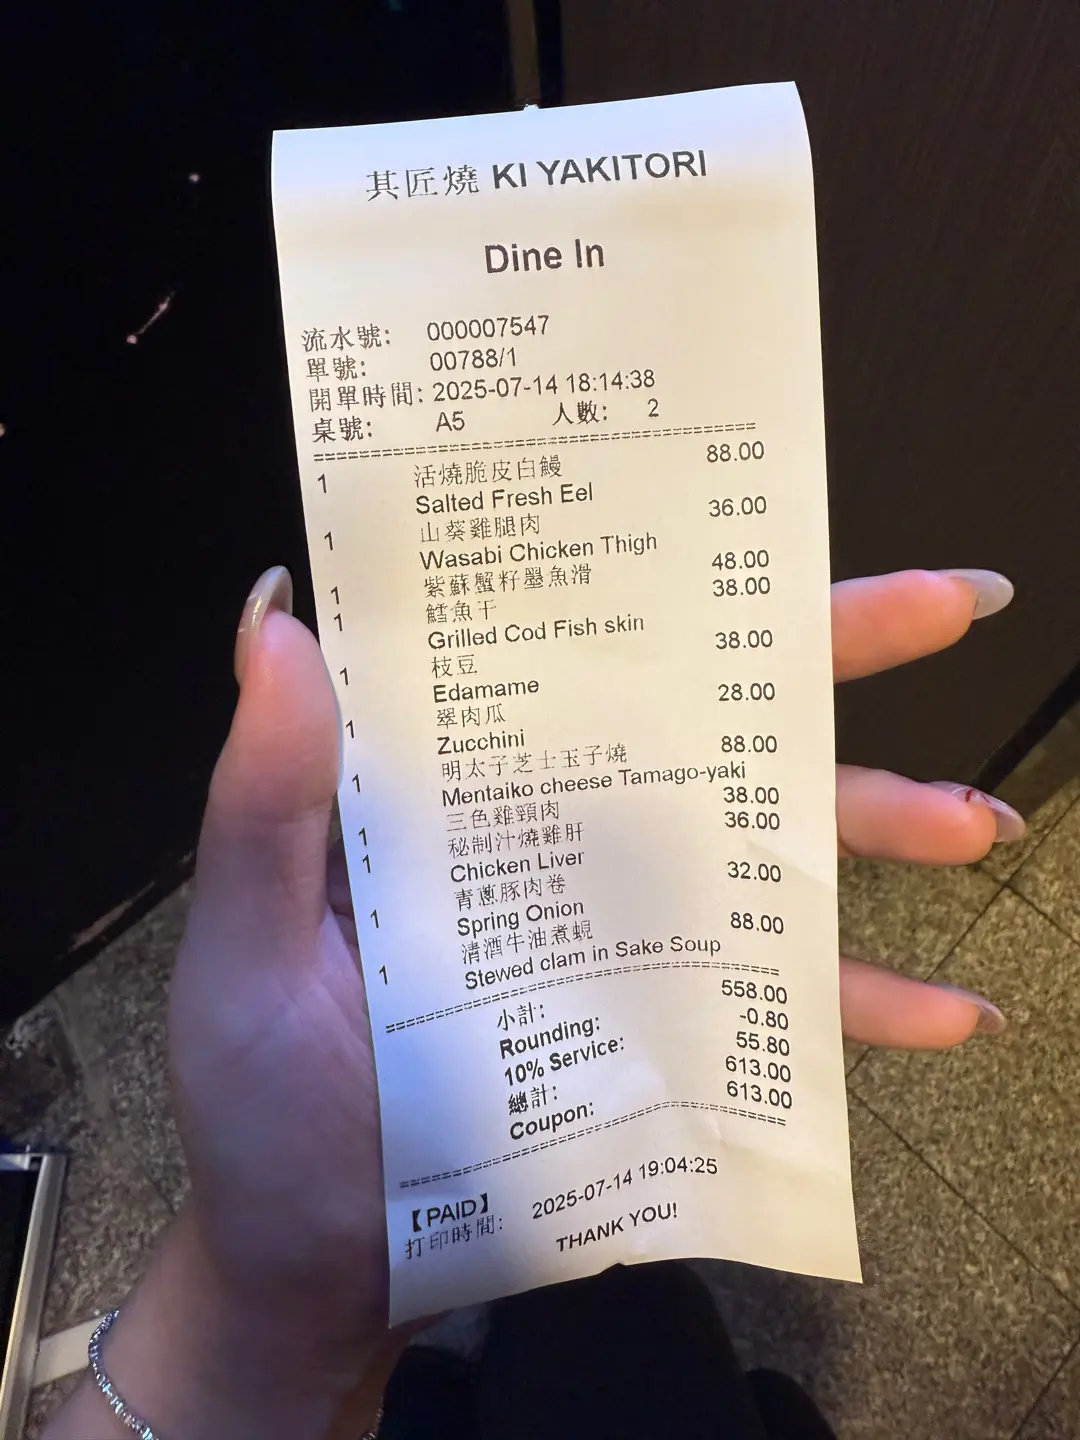 其匠燒 KI YAKITORI
Dine In
流水號: 000007547
單號: 00788/1
開單時間: 2025-07-14 18:14:38
桌號: A5 人數: 2
1 活燒脆皮白鰻 88.00
Salted Fresh Eel
1 山葵雞腿肉 36.00
Wasabi Chicken Thigh
1 紫蘇蟹籽墨魚滑 48.00
1 鱈魚干 38.00
Grilled Cod Fish skin
1 枝豆 38.00
Edamame
1 翠肉瓜 28.00
Zucchini
1 明太子芝士玉子燒 88.00
Mentaiko cheese Tamago-yaki
1 三色雞頸肉 38.00
1 秘制汁燒雞肝 36.00
Chicken Liver
1 青蔥豚肉卷 32.00
Spring Onion
1 清酒牛油煮蜆 88.00
Stewed clam in Sake Soup
小計: 558.00
Rounding: -0.80
10% Service: 55.80
總計: 613.00
Coupon: 613.00
【PAID】
打印時間: 2025-07-14 19:04:25
THANK YOU!